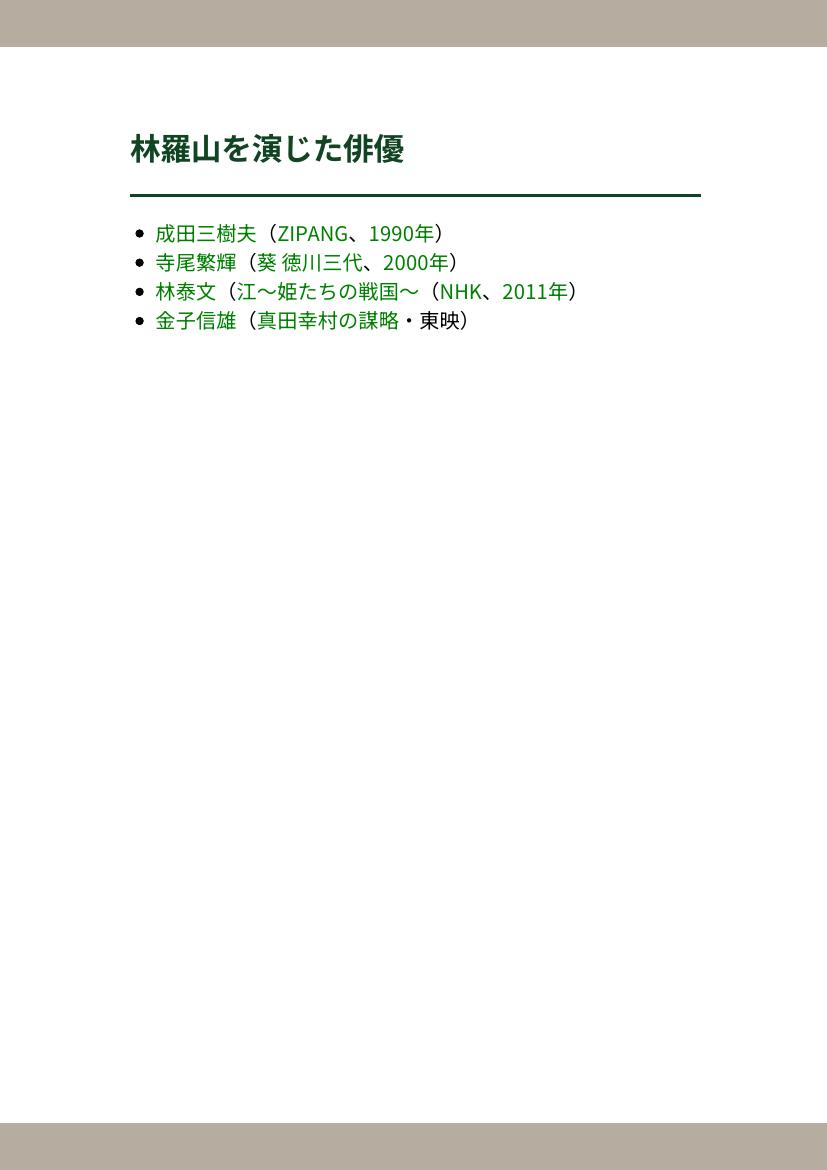 林羅山を演じた俳優
成田三樹夫（ZIPANG、1990年）
寺尾繁輝（葵 徳川三代、2000年）
林泰文（江〜姫たちの戦国〜（NHK、2011年）
金子信雄（真田幸村の謀略・東映）